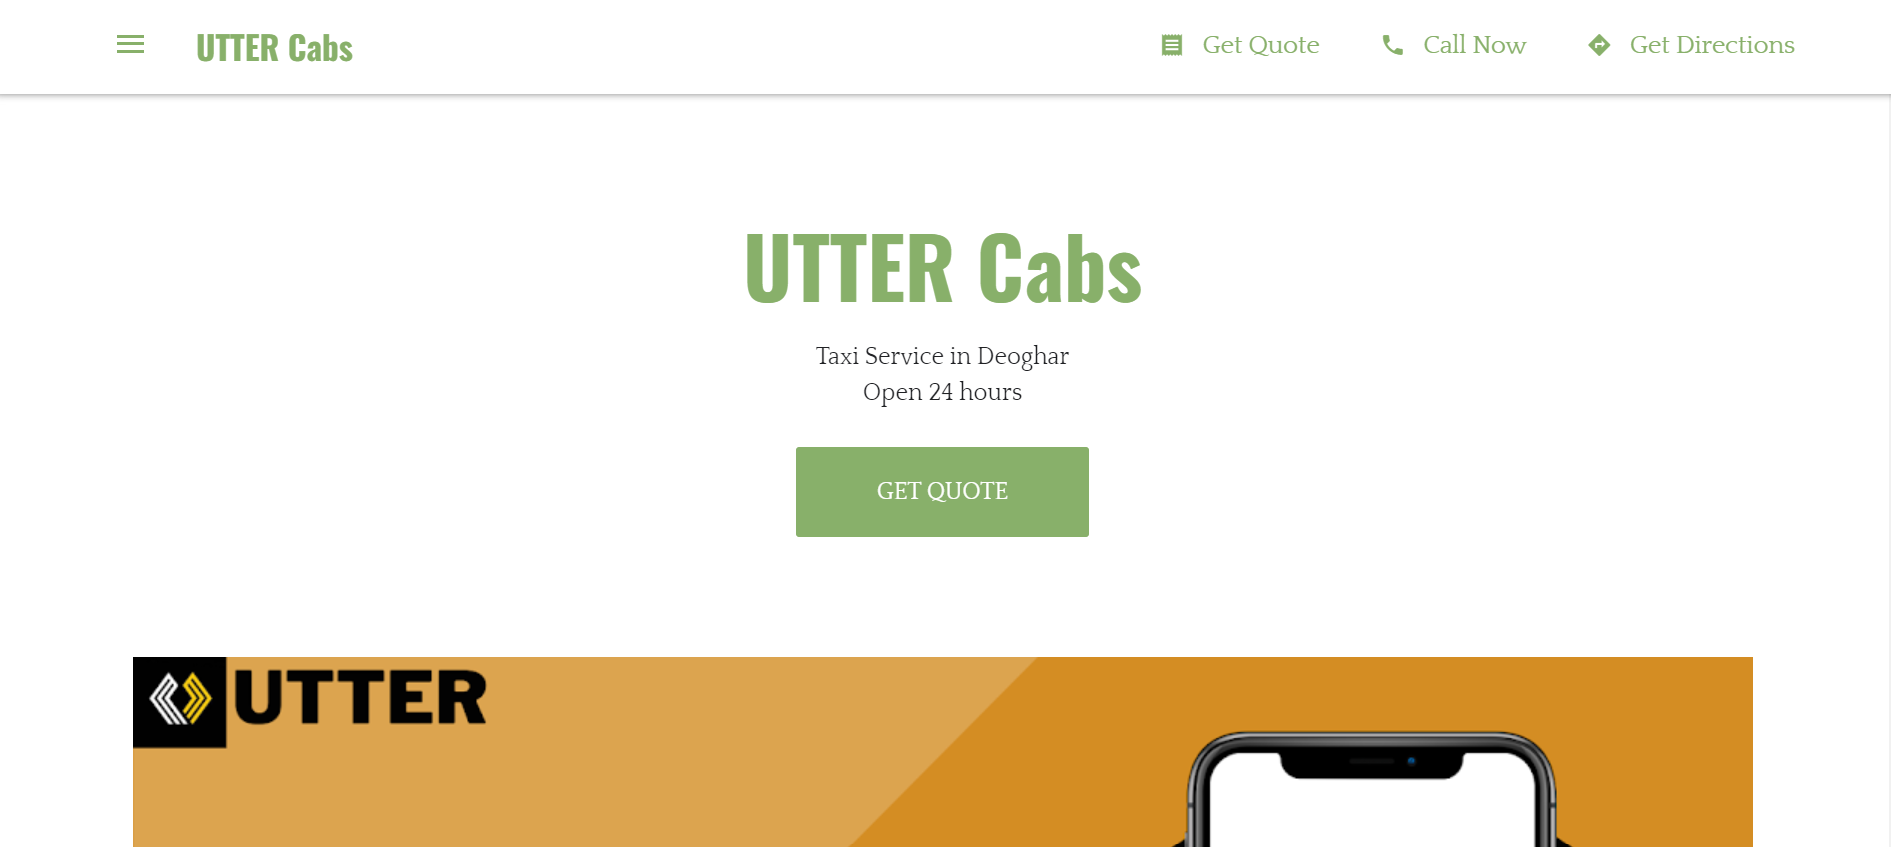 UTTER Cabs
Get Quote
Call Now
Get Directions
UTTER Cabs
Taxi Service in Deoghar
Open 24 hours
GET QUOTE
UTTER